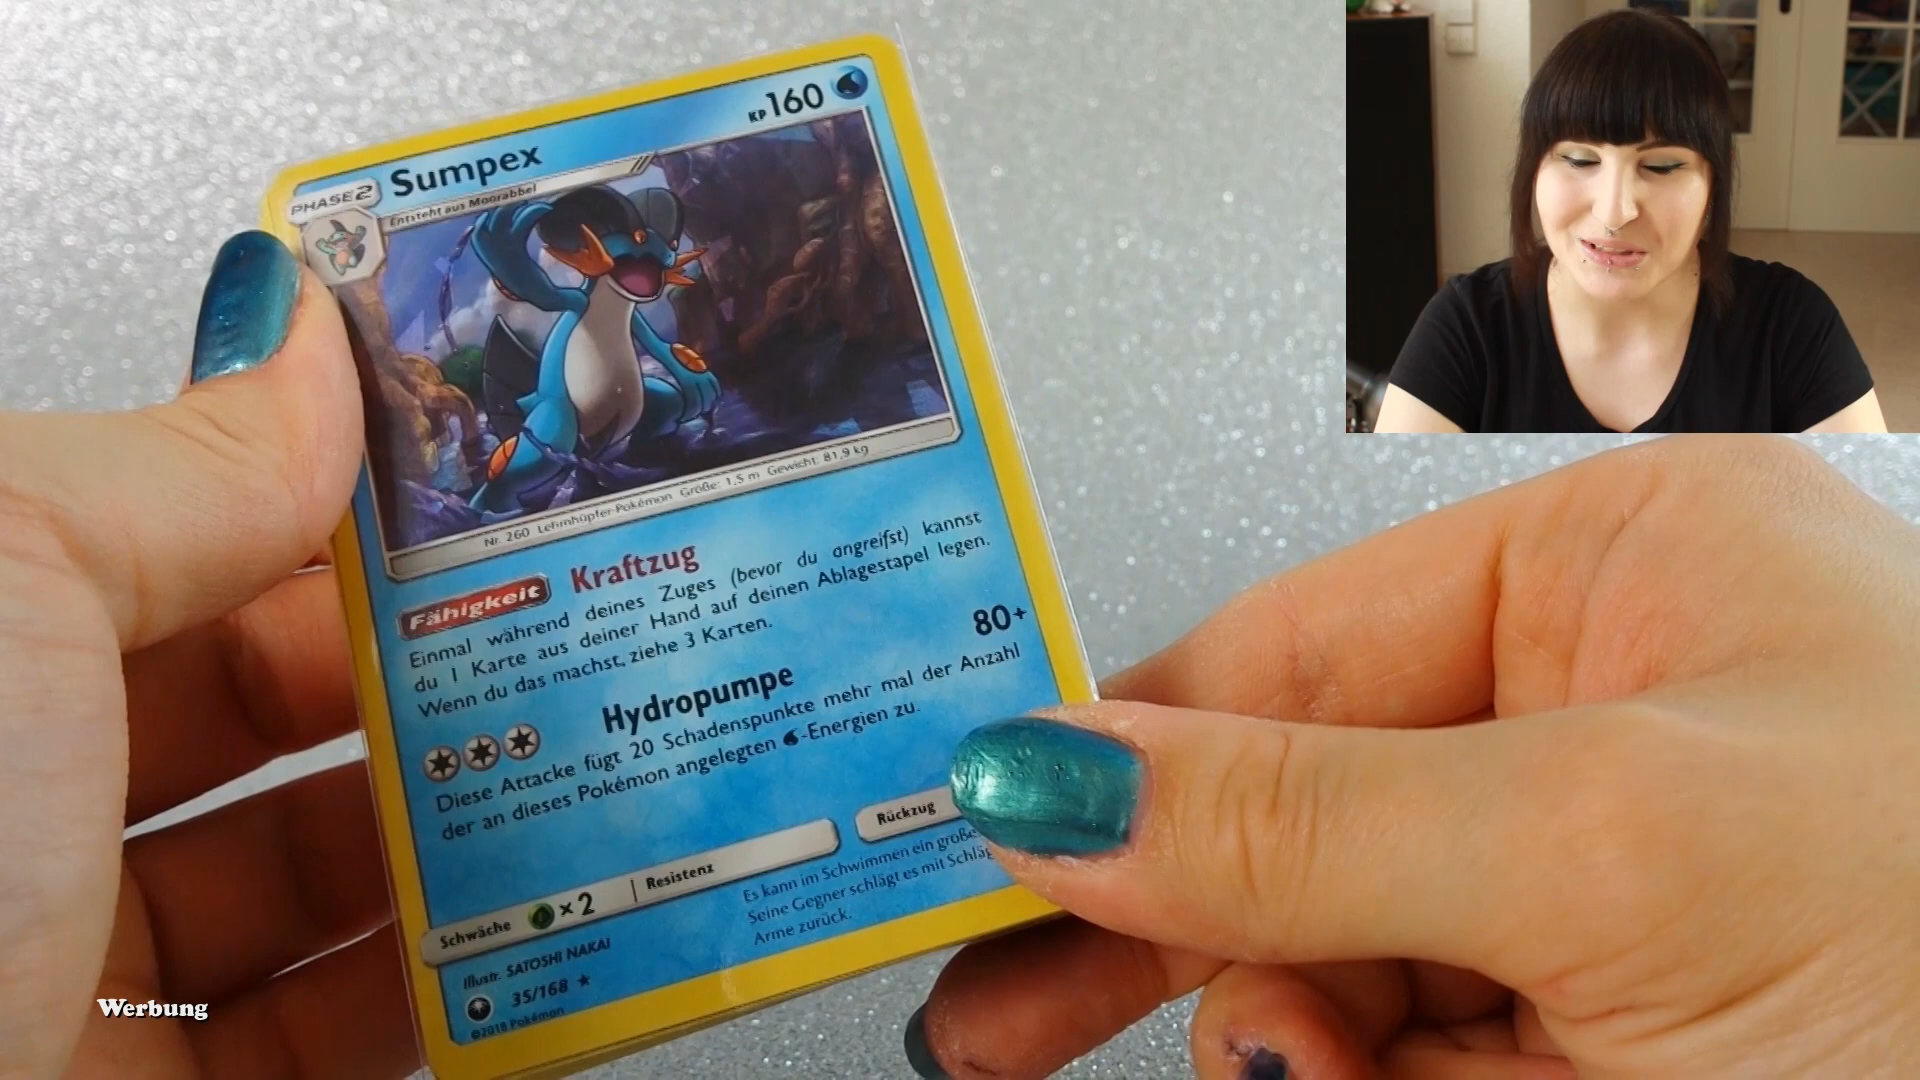 PHASE 2
Sumpex
KP 160
Entsteht aus Moorabbel
Nr. 260 Lehmhüpfer-Pokémon Größe: 1,5 m Gewicht: 81,9 kg
Fähigkeit Kraftzug
Einmal während deines Zuges (bevor du angreifst) kannst
du 1 Karte aus deiner Hand auf deinen Ablagestapel legen.
Wenn du das machst, ziehe 3 Karten.
Hydropumpe 80+
Diese Attacke fügt 20 Schadenspunkte mehr mal der Anzahl
der an dieses Pokémon angelegten -Energien zu.
Schwäche ×2 Resistenz Rückzug
Es kann im Schwimmen ein große
Seine Gegner schlägt es mit Schläg
Arme zurück.
Illustr. SATOSHI NAKAI
35/168 ★
©2018 Pokémon
Werbung